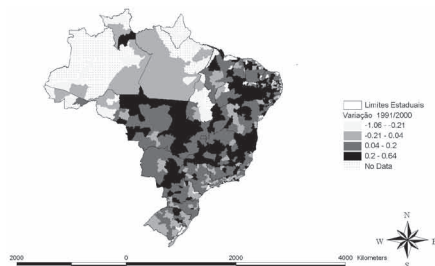 Limites Estaduais
Variação 1991/2000
-1.06 - -0.21
-0.21 - 0.04
0.04 - 0.2
0.2 - 0.64
No Data
N
W E
S
2000 0 2000 4000 Kilometers